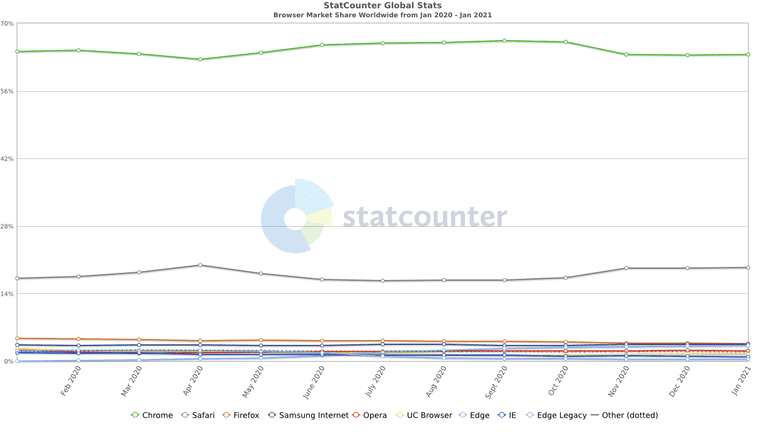 StatCounter Global Stats
Browser Market Share Worldwide from Jan 2020 - Jan 2021
70%
56%
42%
28%
14%
0%
statcounter
Feb 2020
Mar 2020
Apr 2020
May 2020
June 2020
July 2020
Aug 2020
Sept 2020
Oct 2020
Nov 2020
Dec 2020
Jan 2021
Chrome Safari Firefox Samsung Internet Opera UC Browser Edge IE Edge Legacy Other (dotted)